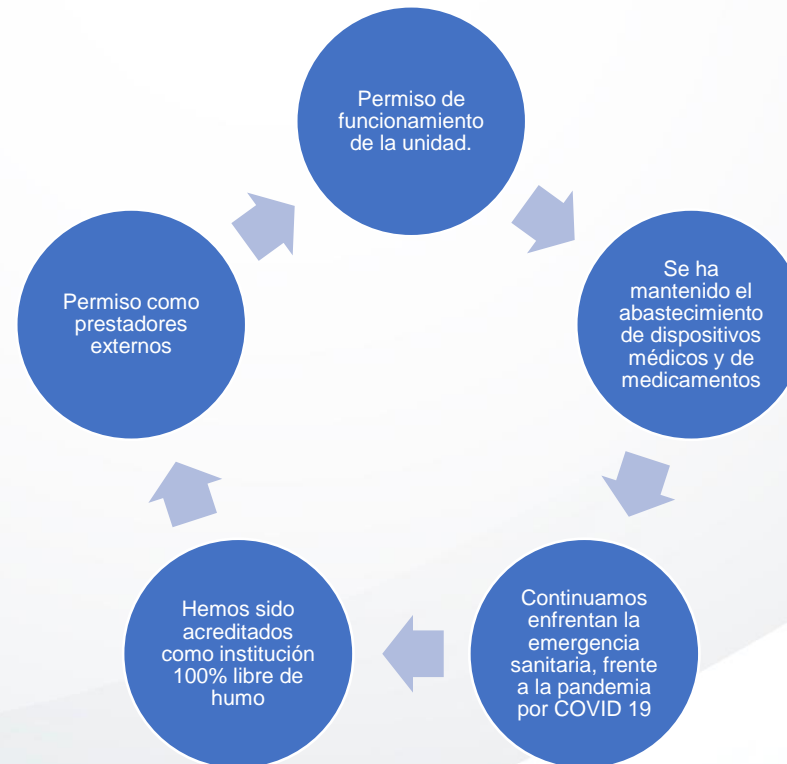 Permiso de
funcionamiento
de la unidad.
Se ha
mantenido el
abastecimiento
de dispositivos
médicos y de
medicamentos
Continuamos
enfrentan la
emergencia
sanitaria, frente
a la pandemia
por COVID 19
Hemos sido
acreditados
como institución
100% libre de
humo
Permiso como
prestadores
externos